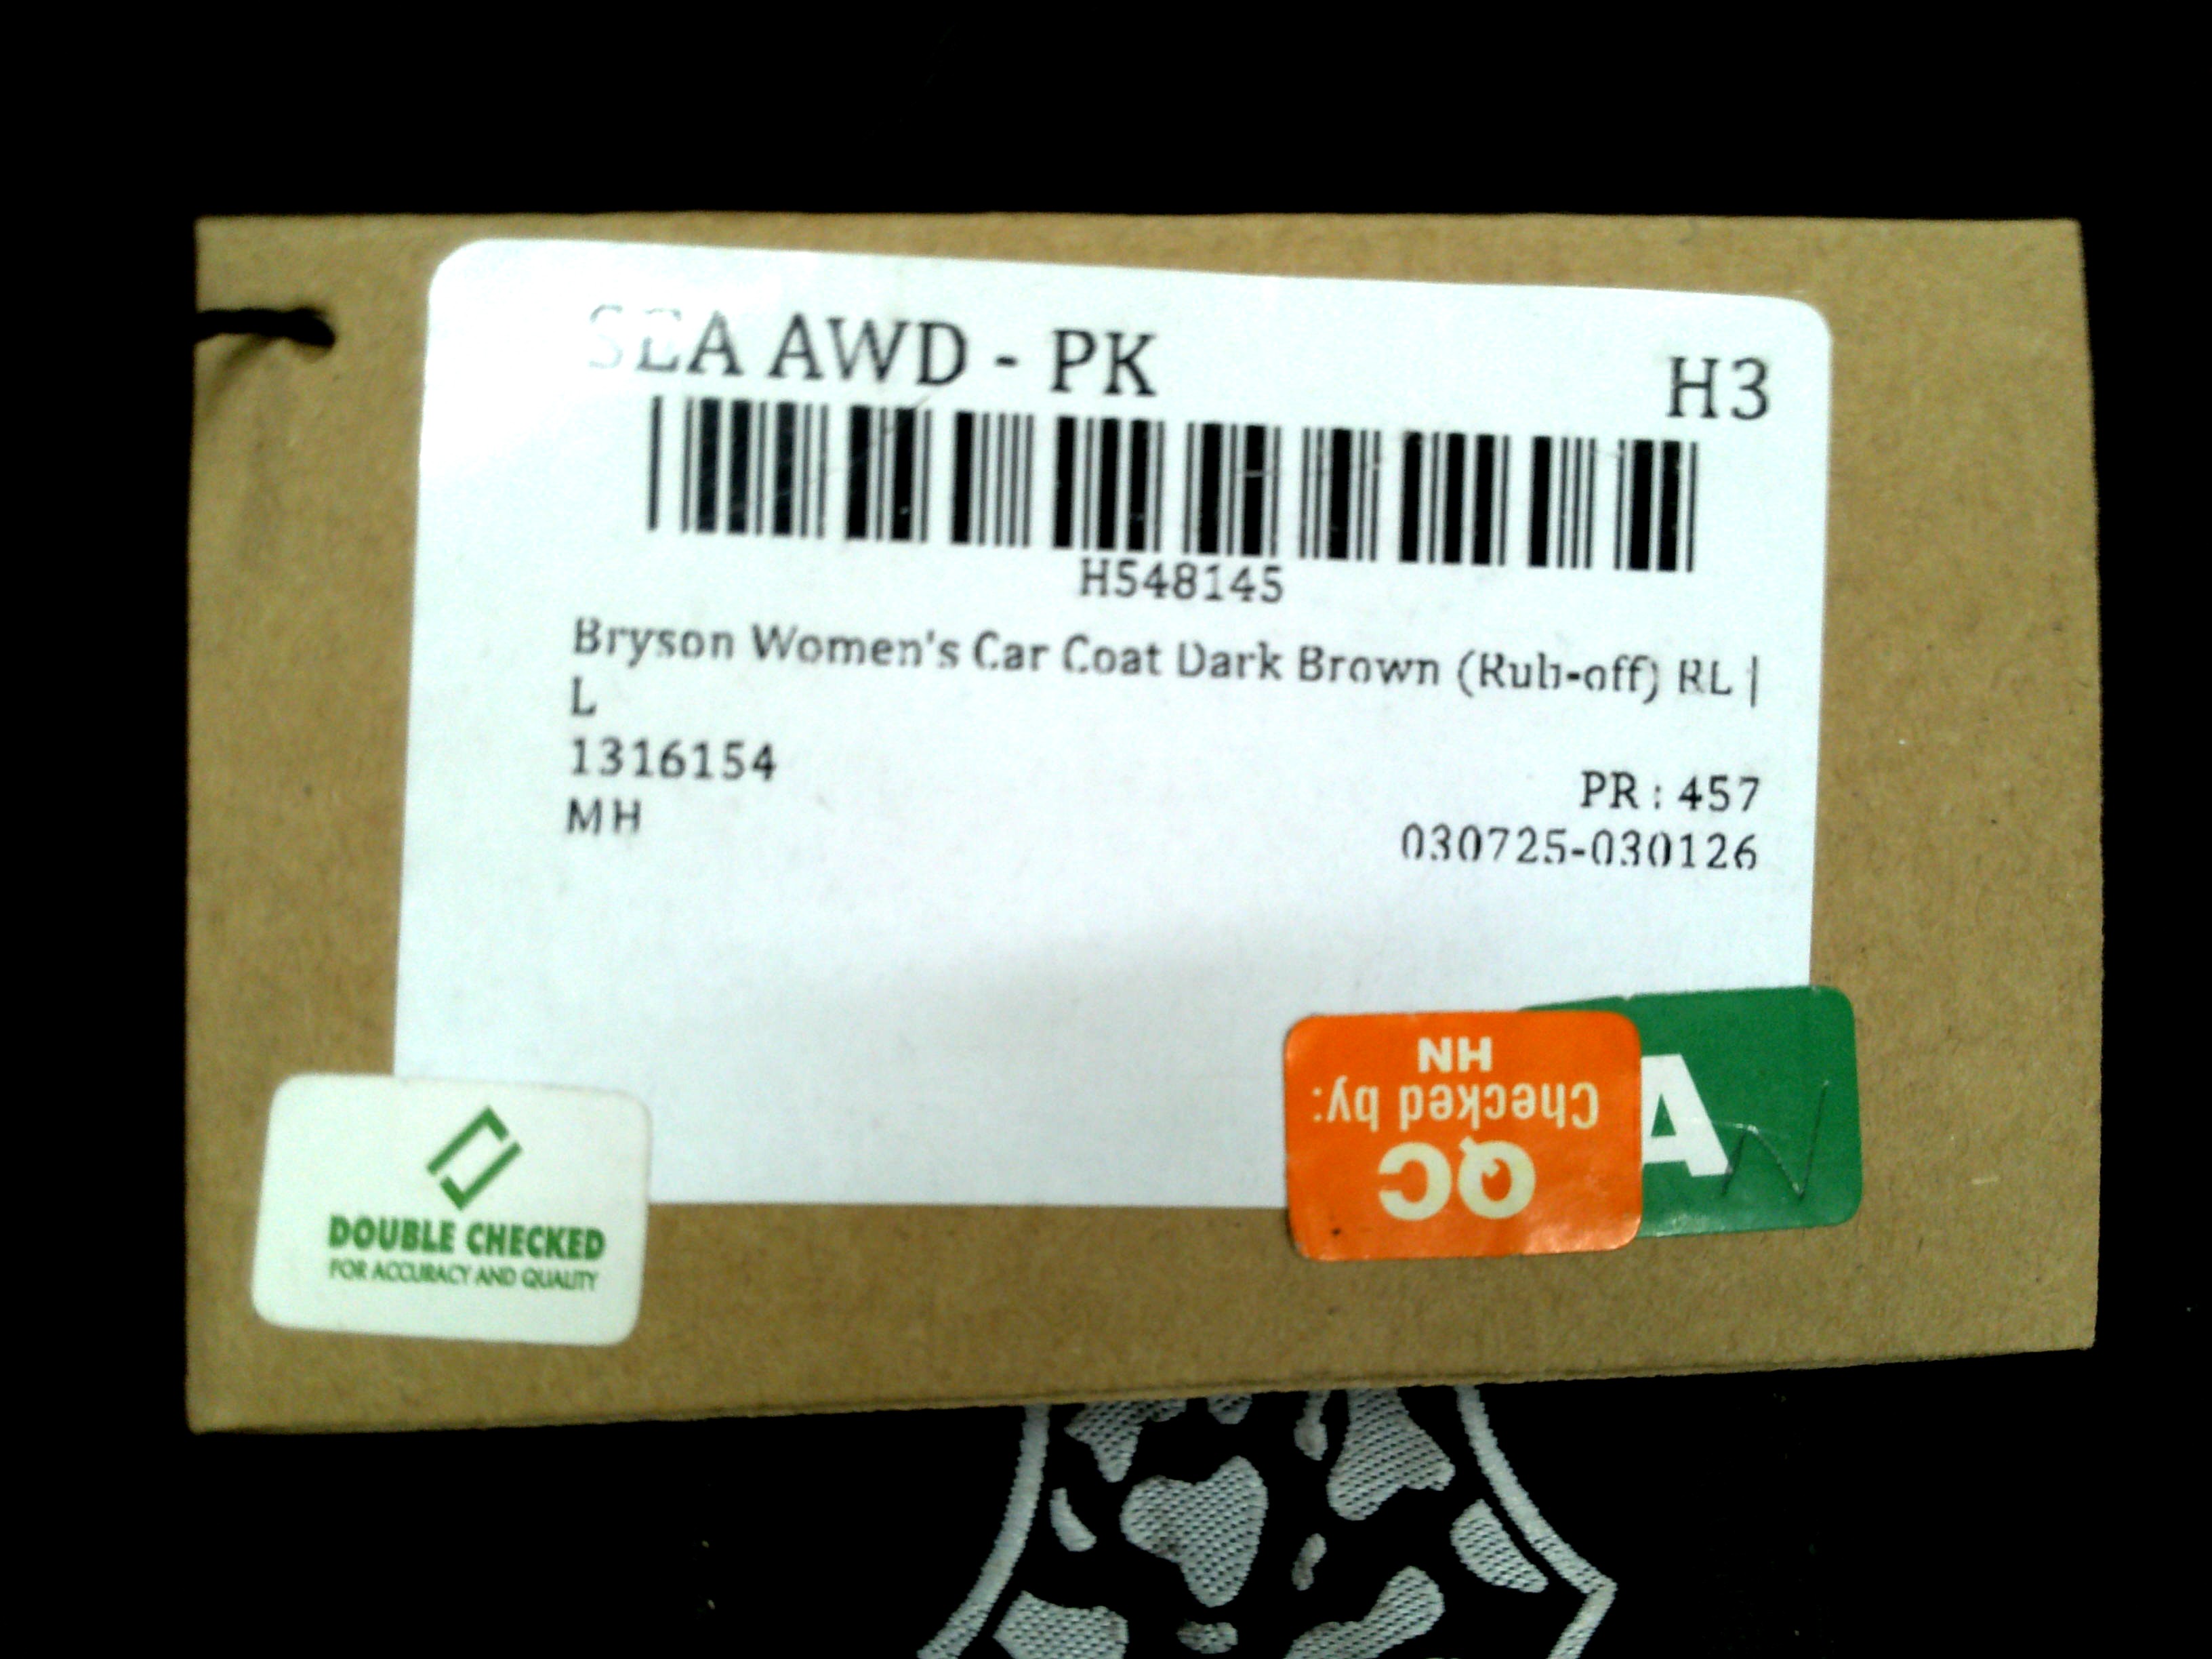 SEA AWD - PK
H3
H548145
Bryson Women's Car Coat Dark Brown (Rub-off) RL |
L
1316154
PR : 457
MH
030725-030126
QC
Checked by:
HN
A
DOUBLE CHECKED
FOR ACCURACY AND QUALITY